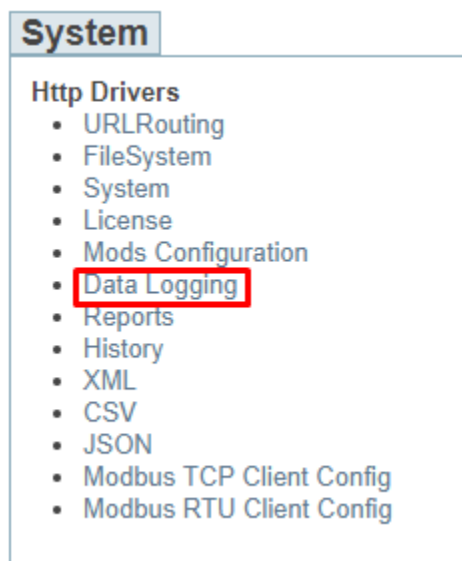 System
Http Drivers
URLRouting
FileSystem
System
License
Mods Configuration
Data Logging
Reports
History
XML
CSV
JSON
Modbus TCP Client Config
Modbus RTU Client Config